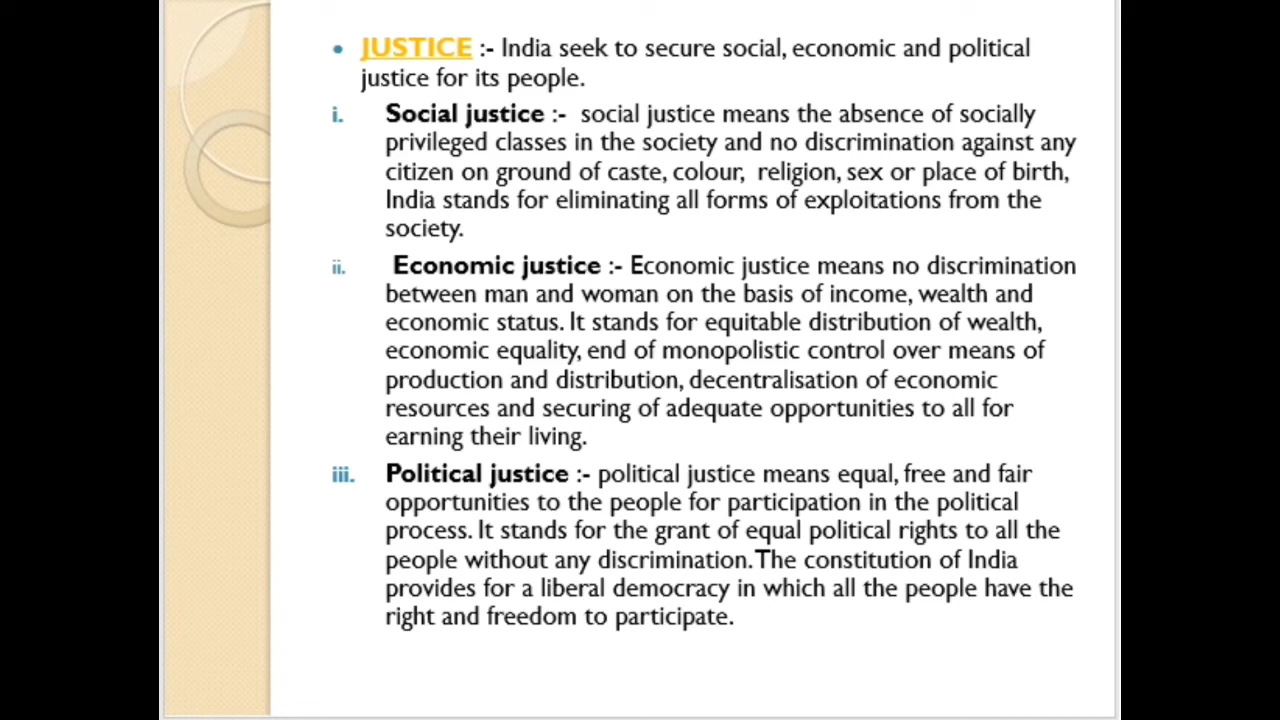 • JUSTICE :- India seek to secure social, economic and political
justice for its people.
i. Social justice :- social justice means the absence of socially
privileged classes in the society and no discrimination against any
citizen on ground of caste, colour, religion, sex or place of birth,
India stands for eliminating all forms of exploitations from the
society.
ii. Economic justice :- Economic justice means no discrimination
between man and woman on the basis of income, wealth and
economic status. It stands for equitable distribution of wealth,
economic equality, end of monopolistic control over means of
production and distribution, decentralisation of economic
resources and securing of adequate opportunities to all for
earning their living.
iii. Political justice :- political justice means equal, free and fair
opportunities to the people for participation in the political
process. It stands for the grant of equal political rights to all the
people without any discrimination. The constitution of India
provides for a liberal democracy in which all the people have the
right and freedom to participate.